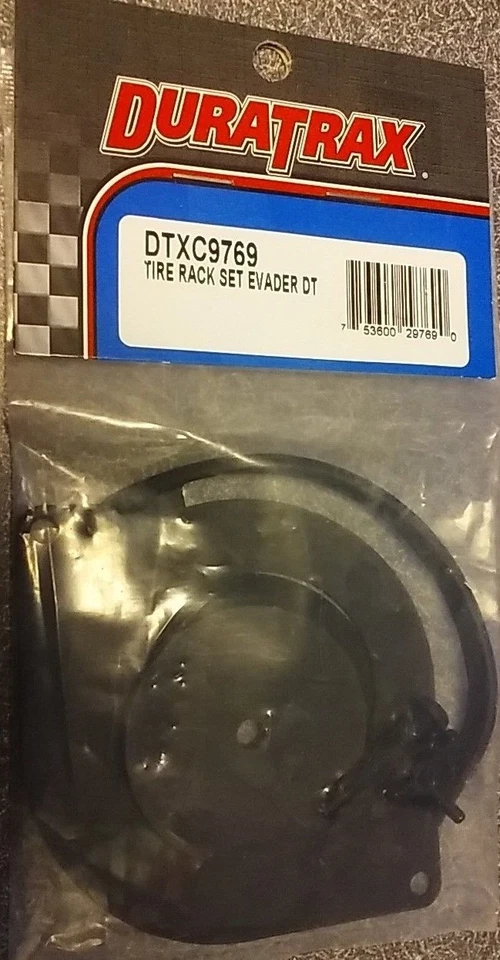 DURATRAX
DTXC9769
TIRE RACK SET EVADER DT
7 53600 29769 0